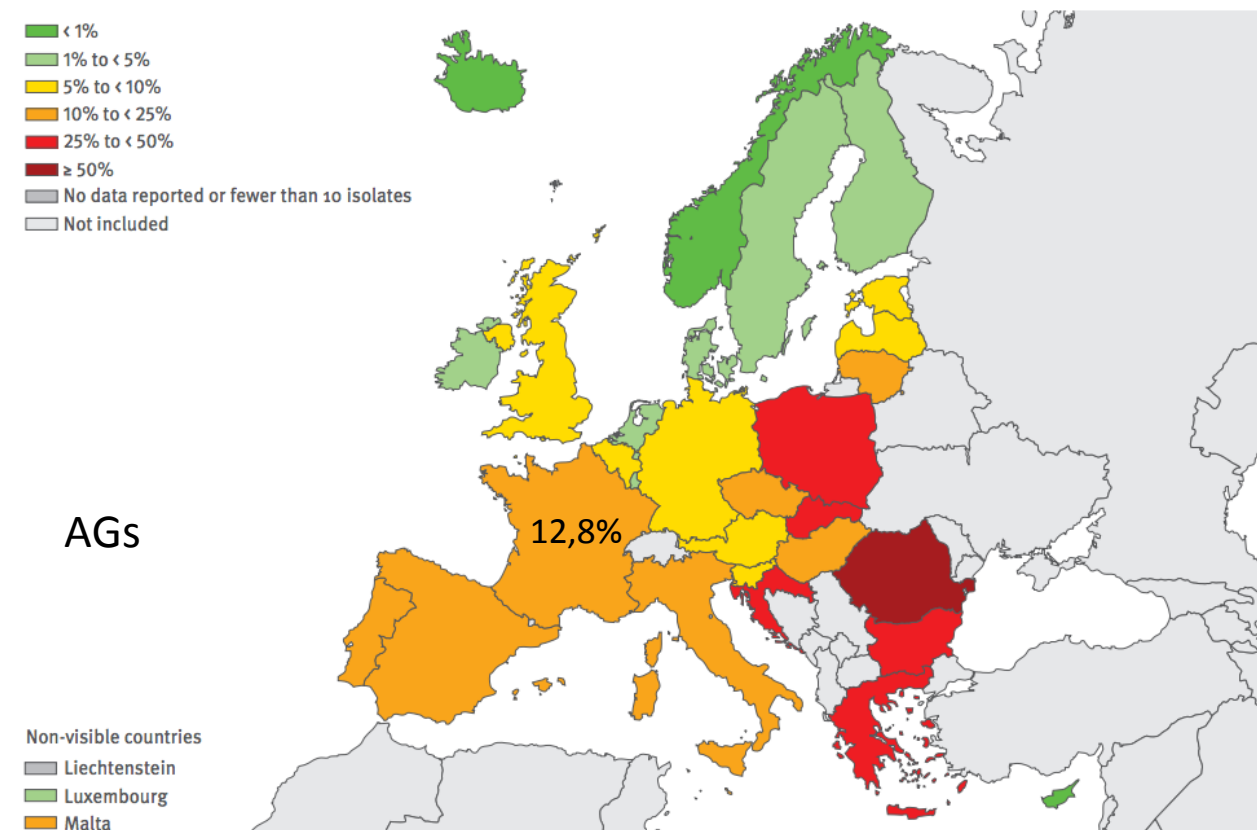 < 1%
1% to < 5%
5% to < 10%
10% to < 25%
25% to < 50%
≥ 50%
No data reported or fewer than 10 isolates
Not included
AGs
12,8%
Non-visible countries
Liechtenstein
Luxembourg
Malta